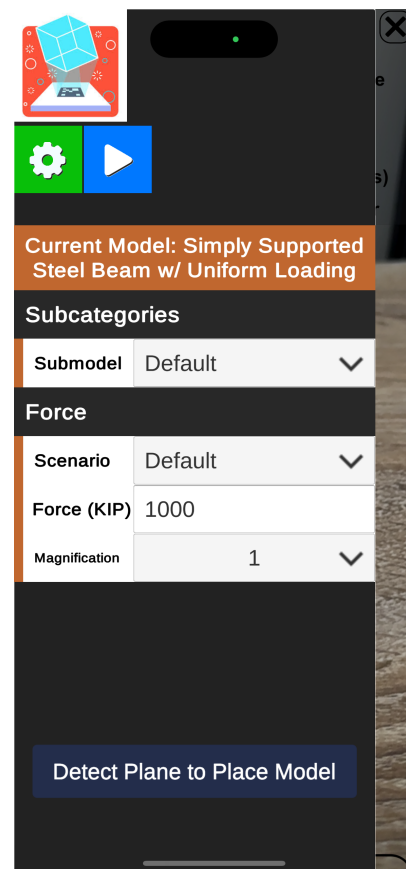 Current Model: Simply Supported
Steel Beam w/ Uniform Loading
Subcategories
Submodel Default
Force
Scenario Default
Force (KIP) 1000
Magnification 1
Detect Plane to Place Model